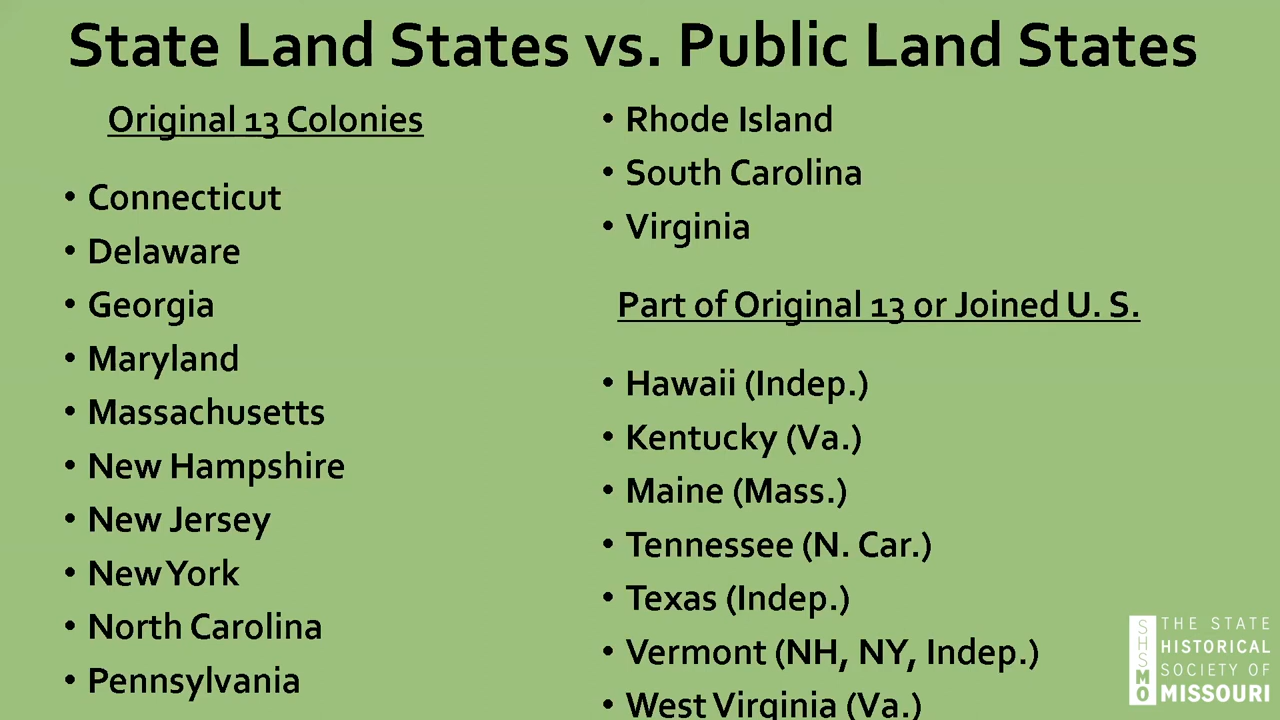 State Land States vs. Public Land States
Original 13 Colonies
• Connecticut
• Delaware
• Georgia
• Maryland
• Massachusetts
• New Hampshire
• New Jersey
• New York
• North Carolina
• Pennsylvania
• Rhode Island
• South Carolina
• Virginia
Part of Original 13 or Joined U. S.
• Hawaii (Indep.)
• Kentucky (Va.)
• Maine (Mass.)
• Tennessee (N. Car.)
• Texas (Indep.)
• Vermont (NH, NY, Indep.)
• West Virginia (Va.)
SHSMO
THE STATE
HISTORICAL
SOCIETY OF
MISSOURI